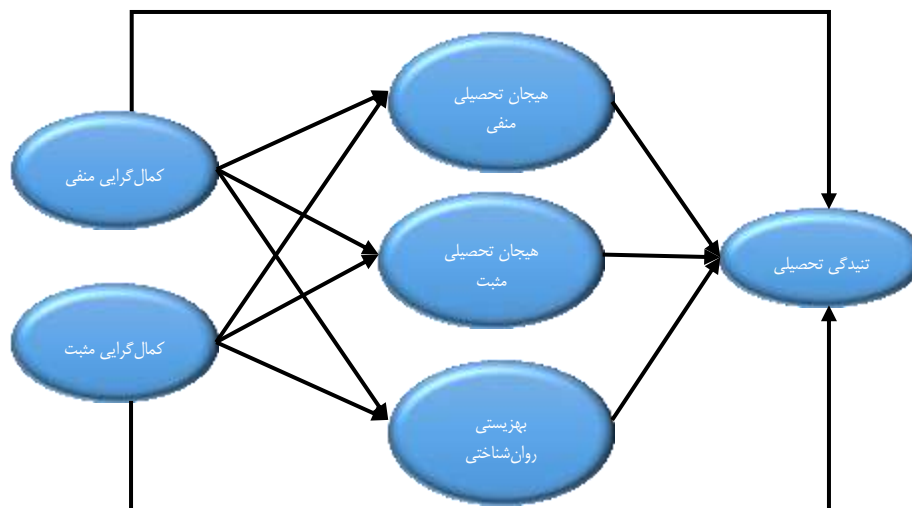 هیجان تحصیلی
منفی
کمال‌گرایی منفی
هیجان تحصیلی
مثبت
تنیدگی تحصیلی
کمال‌گرایی مثبت
بهزیستی
روان‌شناختی